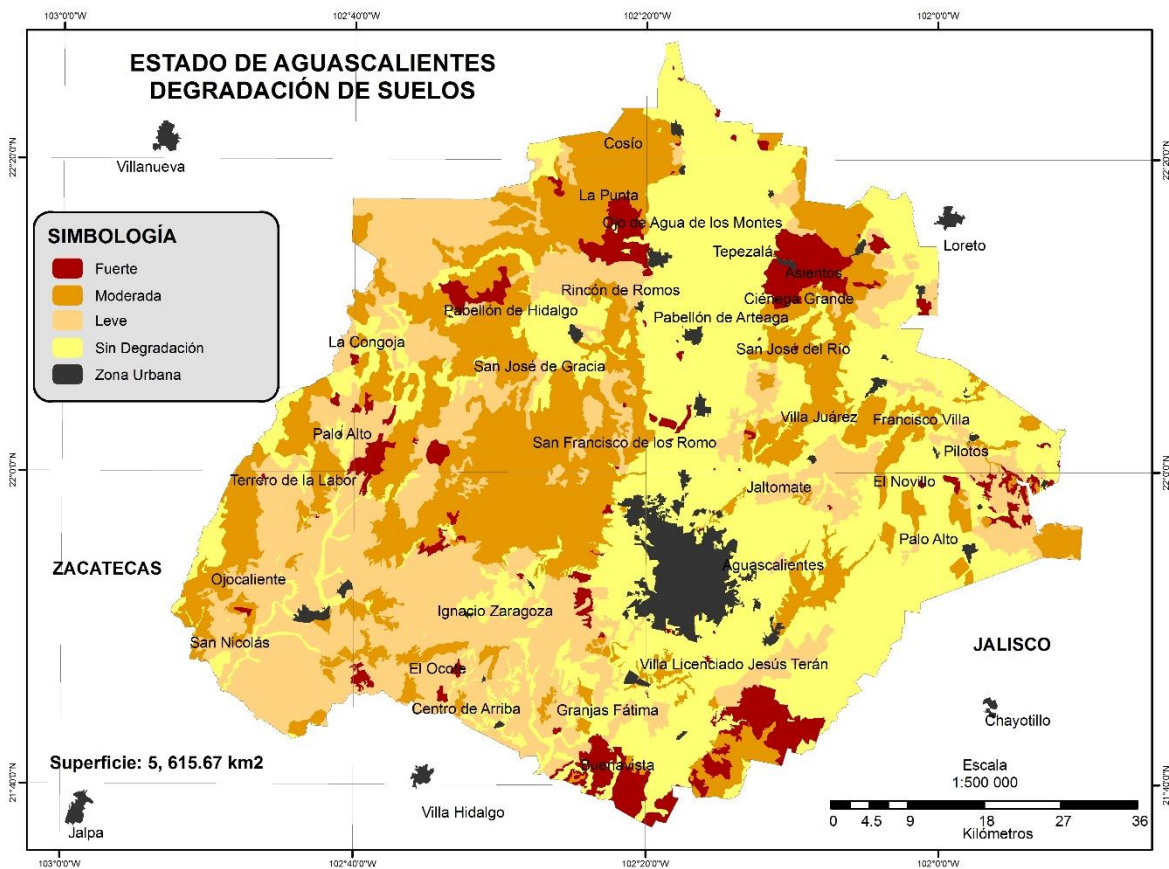 103°0'0"W
102°40'0"W
102°20'0"W
102°0'0"W
ESTADO DE AGUASCALIENTES
DEGRADACIÓN DE SUELOS
Villanueva
22°20'0"N
22°20'0"N
Cosío
La Punta
Ojo de Agua de los Montes
Loreto
SIMBOLOGÍA
Fuerte
Moderada
Leve
Sin Degradación
Zona Urbana
Tepezalá
Asientos
Rincón de Romos
Ciénega Grande
Pabellón de Hidalgo
Pabellón de Arteaga
La Congoja
San José del Río
San José de Gracia
Villa Juárez
Francisco Villa
Palo Alto
San Francisco de los Romo
Pilotos
22°0'0"N
22°0'0"N
Terrero de la Labor
Jaltomate
El Novillo
Palo Alto
ZACATECAS
Ojocaliente
Aguascalientes
Ignacio Zaragoza
San Nicolás
JALISCO
El Ocote
Villa Licenciado Jesús Terán
Centro de Arriba
Granjas Fátima
Chayotillo
Superficie: 5, 615.67 km2
Buenavista
Escala
1:500 000
21°40'0"N
21°40'0"N
0 4.5 9 18 27 36
Kilómetros
Villa Hidalgo
Jalpa
103°0'0"W
102°40'0"W
102°20'0"W
102°0'0"W